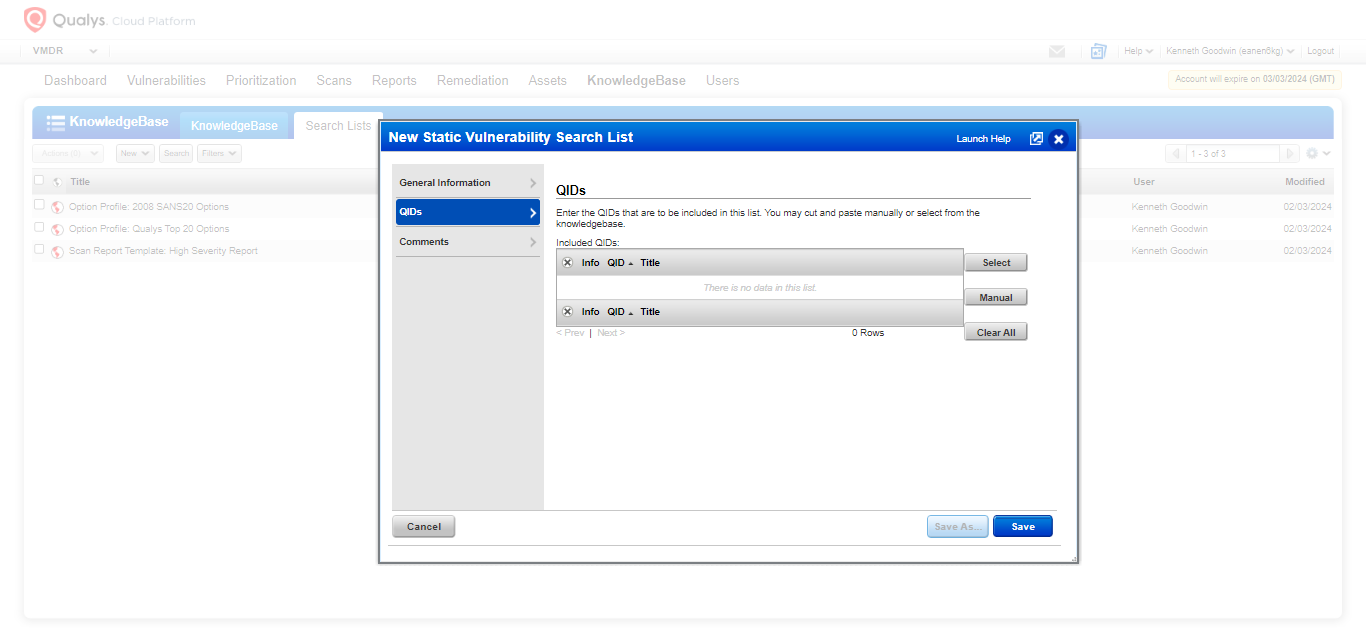 Qualys. Cloud Platform
VMDR
Help
Kenneth Goodwin (eanen6kg)
Logout
Dashboard Vulnerabilities Prioritization Scans Reports Remediation Assets KnowledgeBase Users
Account will expire on 03/03/2024 (GMT)
KnowledgeBase KnowledgeBase Search Lists
Actions (0) New Search Filters
1 - 3 of 3
Title User Modified
Option Profile: 2008 SANS20 Options Kenneth Goodwin 02/03/2024
Option Profile: Qualys Top 20 Options Kenneth Goodwin 02/03/2024
Scan Report Template: High Severity Report Kenneth Goodwin 02/03/2024
New Static Vulnerability Search List
Launch Help
General Information
QIDs
Comments
QIDs
Enter the QIDs that are to be included in this list. You may cut and paste manually or select from the
knowledgebase.
Included QIDs:
Info QID Title
There is no data in this list.
Info QID Title
< Prev | Next >
0 Rows
Select
Manual
Clear All
Cancel
Save As...
Save